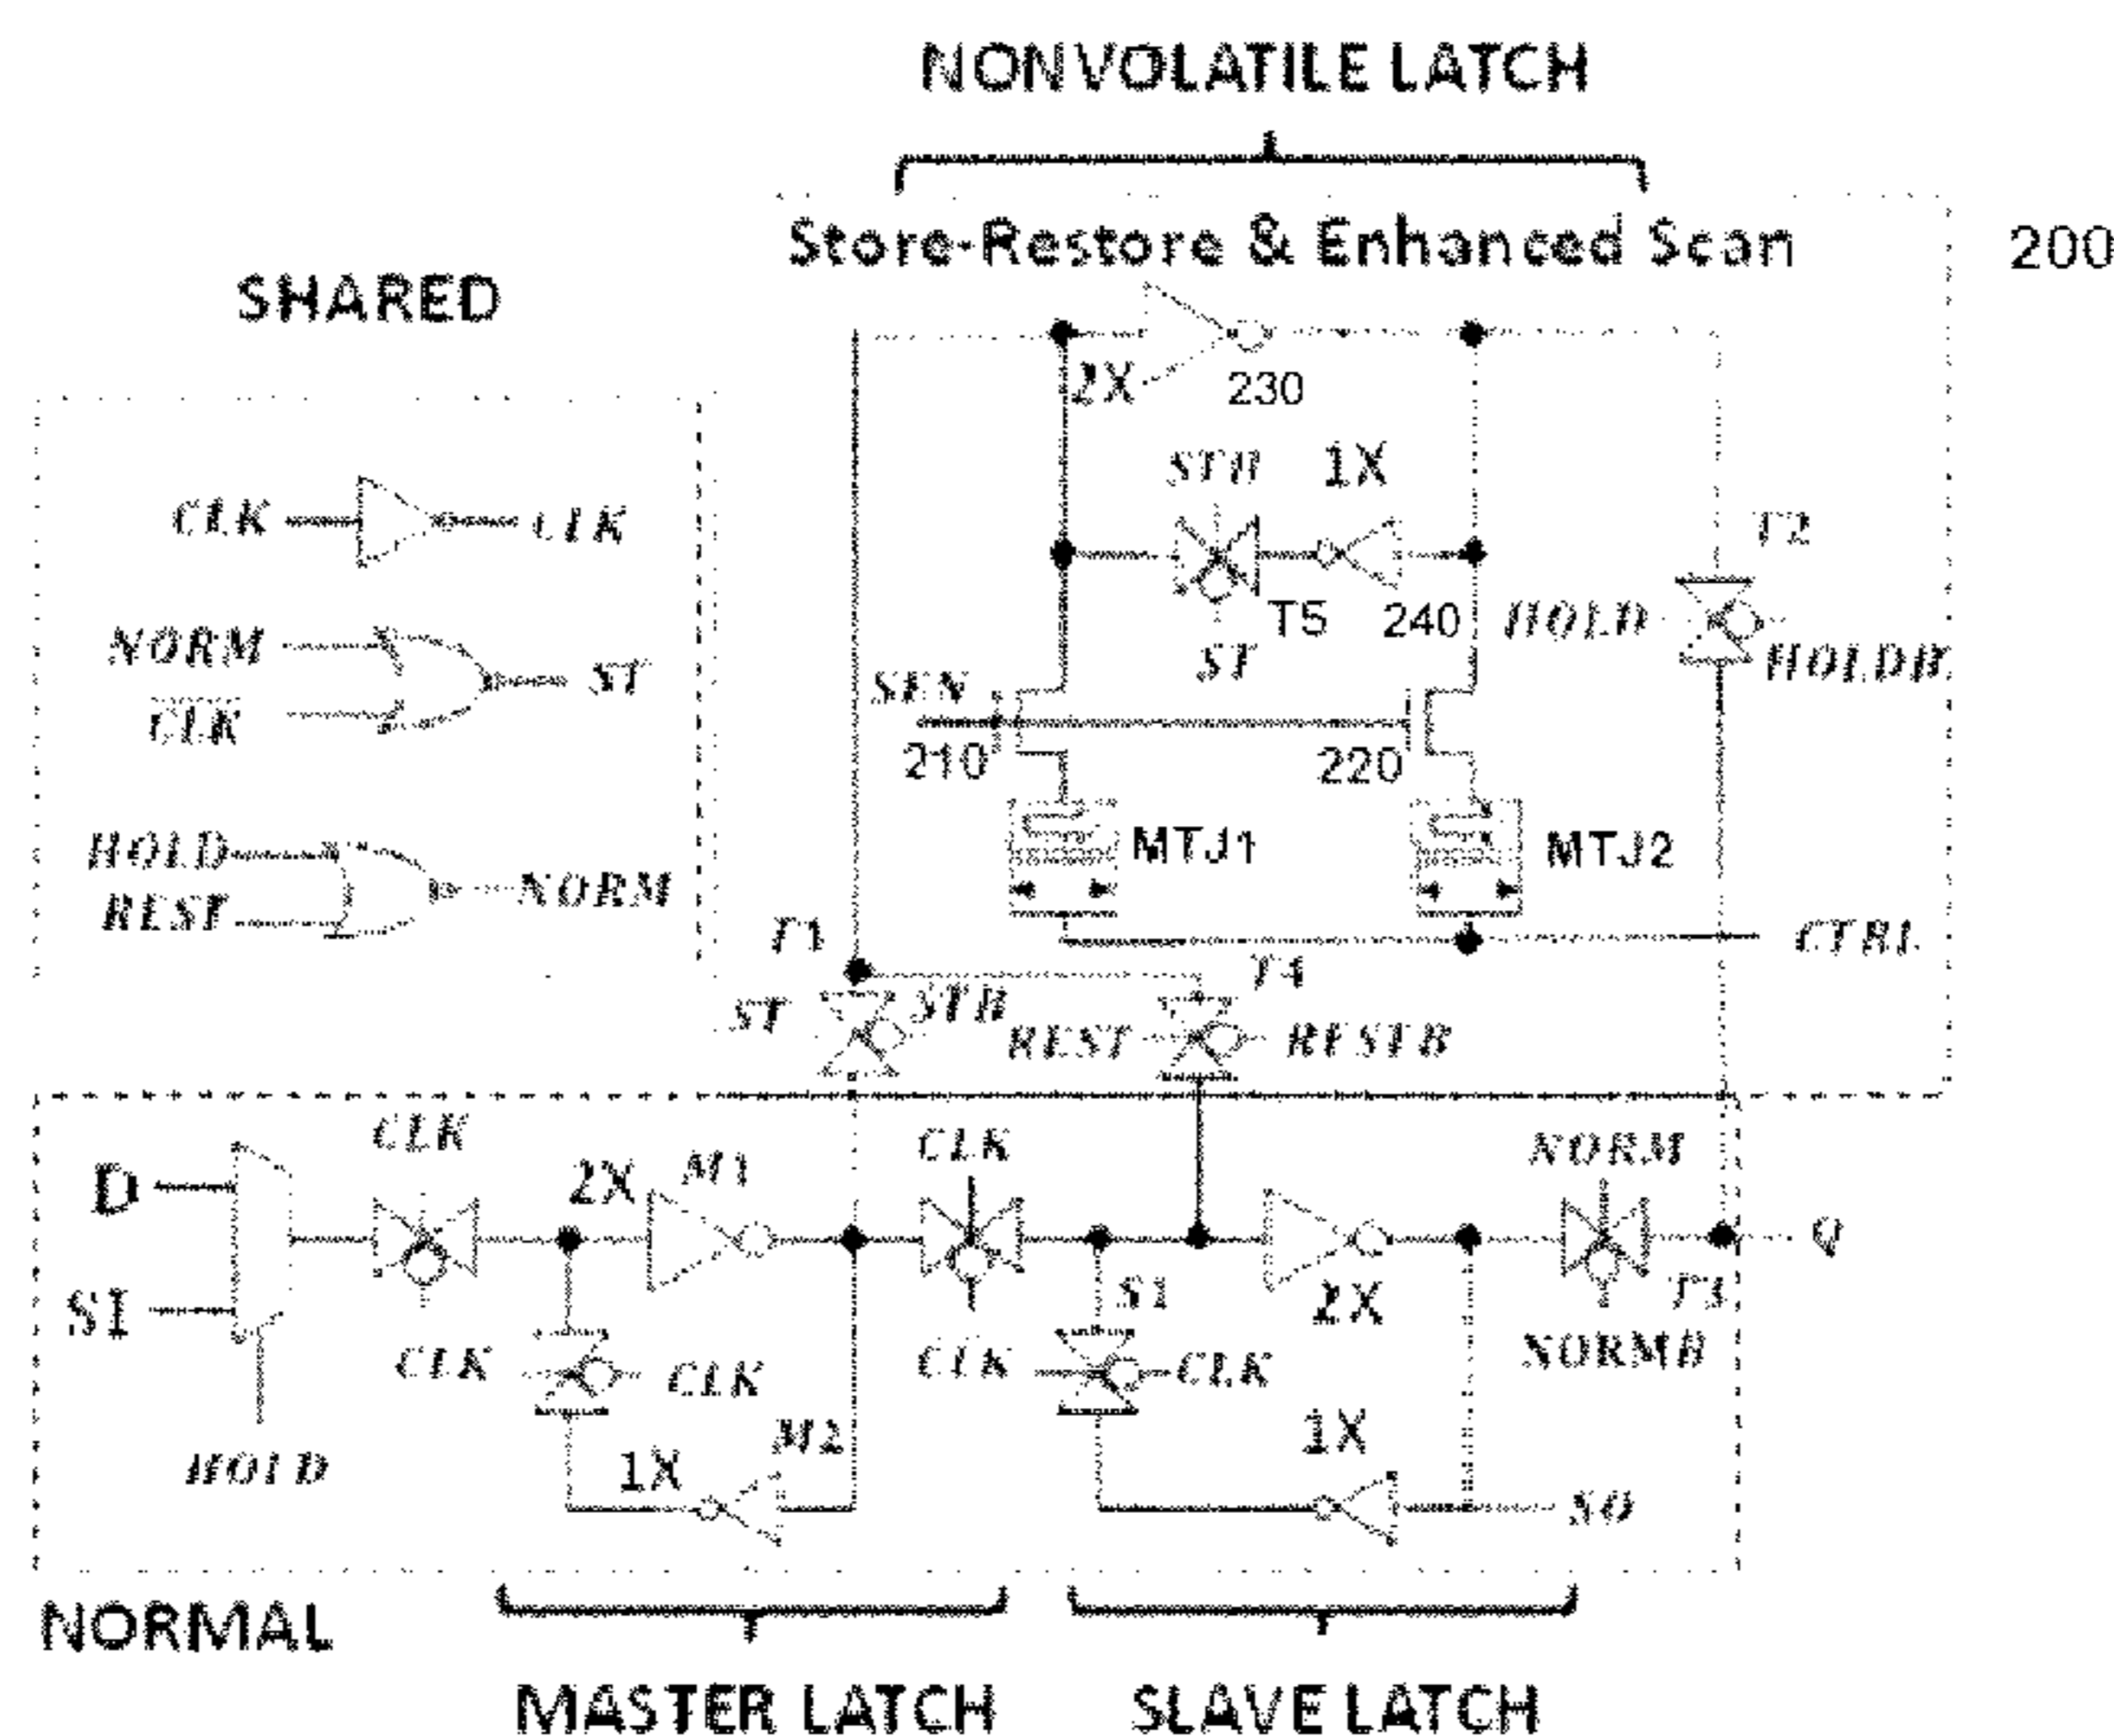 NONVOLATILE LATCH
Store-Restore & Enhanced Scan
200
SHARED
2X
230
CLK
CLK
STB
1X
T2
NORM
ST
T5
240
HOLD
HOLDB
CLK
ST
SEN
210
220
HOLD
REST
NORM
MTJ1
MTJ2
T1
CTRL
ST
STB
T4
REST
RESTB
D
CLK
2X
M1
CLK
NORM
Q
SI
S1
2X
T3
CLK
CLK
CLK
CLK
NORMB
HOLD
1X
M2
1X
SO
NORMAL
MASTER LATCH
SLAVE LATCH